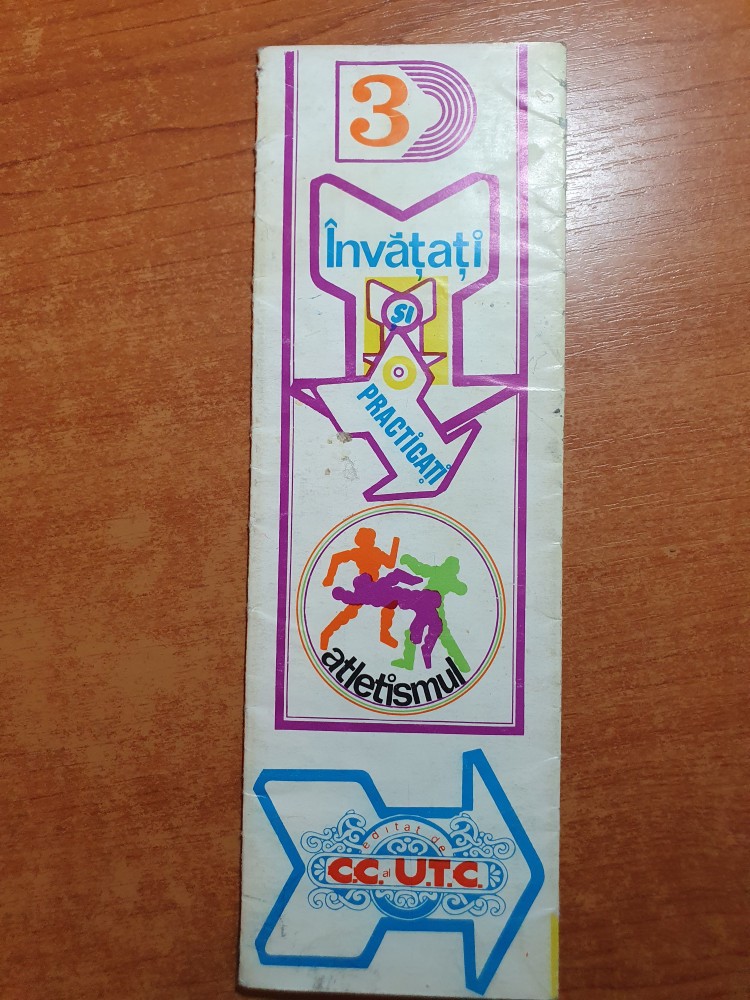 3
Învățați
ȘI
PRACTICAȚI
atletismul
editat de
C.C. al U.T.C.